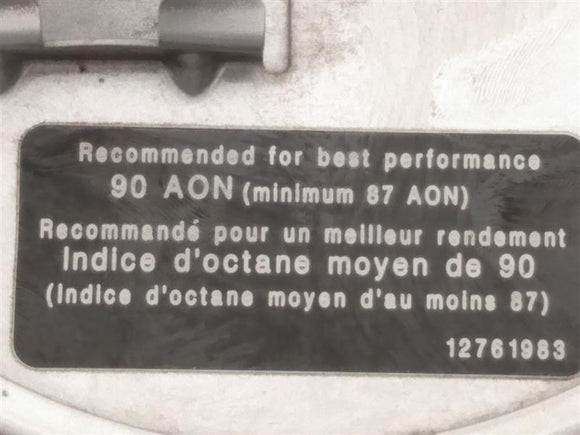 Recommended for best performance
90 AON (minimum 87 AON)
Recommandé pour un meilleur rendement
Indice d'octane moyen de 90
(Indice d'octane moyen d'au moins 87)
12761983